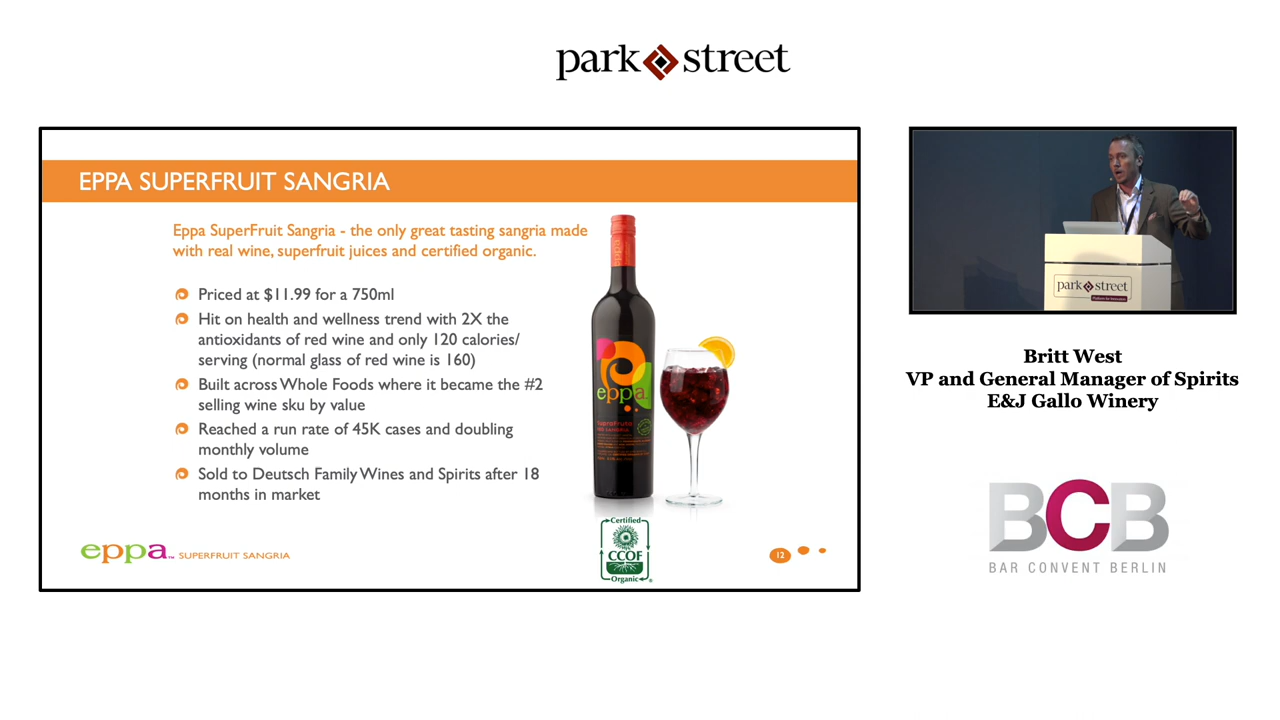 park street
EPPA SUPERFRUIT SANGRIA
Eppa SuperFruit Sangria - the only great tasting sangria made
with real wine, superfruit juices and certified organic.
Priced at $11.99 for a 750ml
Hit on health and wellness trend with 2X the
antioxidants of red wine and only 120 calories/
serving (normal glass of red wine is 160)
Built across Whole Foods where it became the #2
selling wine sku by value
Reached a run rate of 45K cases and doubling
monthly volume
Sold to Deutsch Family Wines and Spirits after 18
months in market
eppa
eppa
eppa™ SUPERFRUIT SANGRIA
Certified
CCOF
Organic
®
12
park street
Britt West
VP and General Manager of Spirits
E&J Gallo Winery
BCB
BAR CONVENT BERLIN